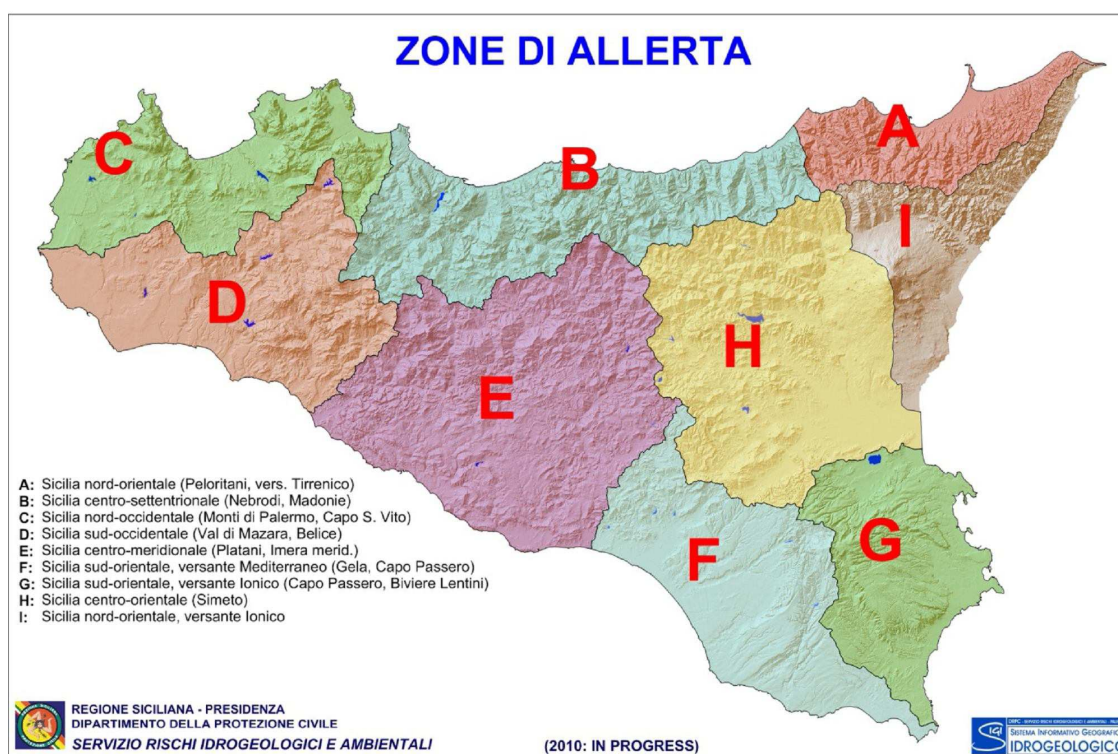 ZONE DI ALLERTA
A
C
B
I
D
H
E
G
F
A: Sicilia nord-orientale (Peloritani, vers. Tirrenico)
B: Sicilia centro-settentrionale (Nebrodi, Madonie)
C: Sicilia nord-occidentale (Monti di Palermo, Capo S. Vito)
D: Sicilia sud-occidentale (Val di Mazara, Belice)
E: Sicilia centro-meridionale (Platani, Imera merid.)
F: Sicilia sud-orientale, versante Mediterraneo (Gela, Capo Passero)
G: Sicilia sud-orientale, versante Ionico (Capo Passero, Biviere Lentini)
H: Sicilia centro-orientale (Simeto)
I: Sicilia nord-orientale, versante Ionico
REGIONE SICILIANA - PRESIDENZA
DIPARTIMENTO DELLA PROTEZIONE CIVILE
SERVIZIO RISCHI IDROGEOLOGICI E AMBIENTALI
(2010: IN PROGRESS)
SIGI
SISTEMA INFORMATIVO GEOGRAFICO
IDROGEOLOGICO